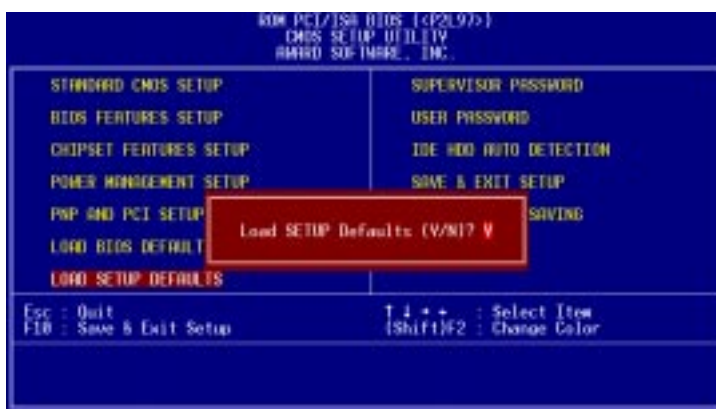 ROM PCI/ISA BIOS (<P2L97>)
CMOS SETUP UTILITY
AWARD SOFTWARE, INC.
STANDARD CMOS SETUP
BIOS FEATURES SETUP
CHIPSET FEATURES SETUP
POWER MANAGEMENT SETUP
PNP AND PCI SETUP
LOAD BIOS DEFAULT
LOAD SETUP DEFAULTS
SUPERVISOR PASSWORD
USER PASSWORD
IDE HDD AUTO DETECTION
SAVE & EXIT SETUP
SAVING
Load SETUP Defaults (Y/N)? Y
Esc : Quit
F10 : Save & Exit Setup
↑ ↓ → ← : Select Item
(Shift)F2 : Change Color